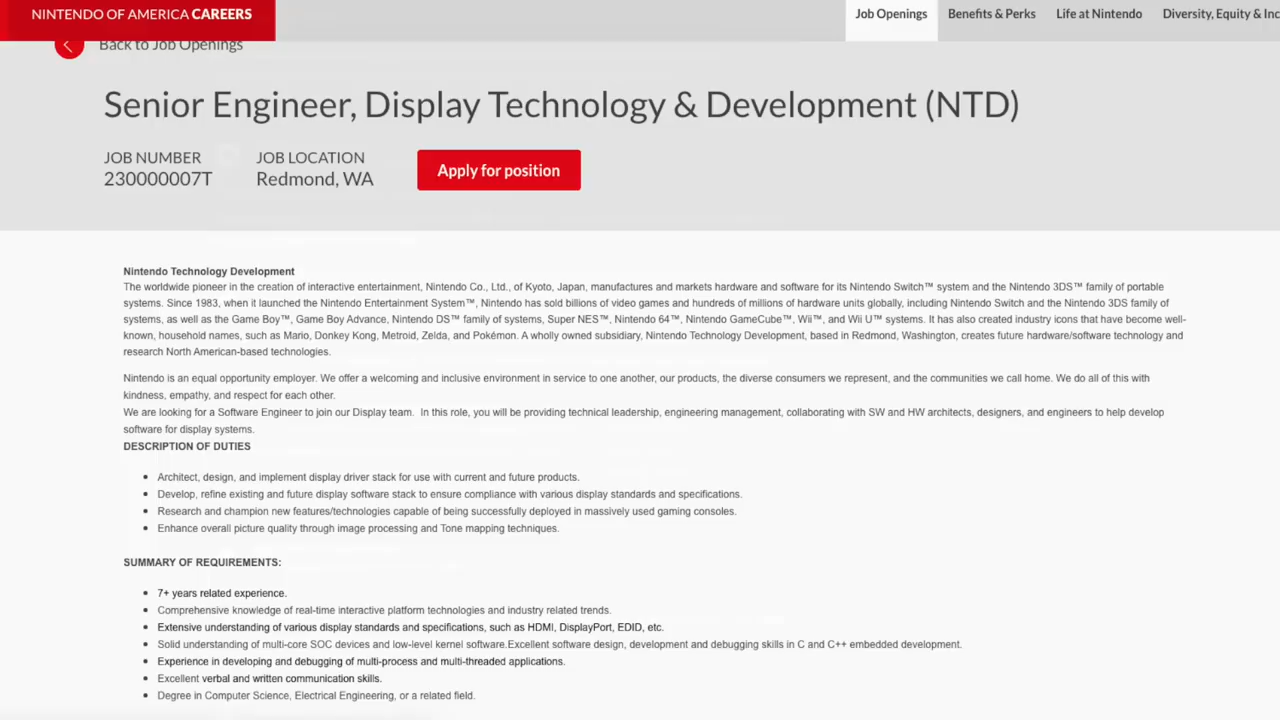 NINTENDO OF AMERICA CAREERS
Job Openings
Benefits & Perks
Life at Nintendo
Diversity, Equity & Inc
Back to Job Openings
Senior Engineer, Display Technology & Development (NTD)
JOB NUMBER
230000007T
JOB LOCATION
Redmond, WA
Apply for position
Nintendo Technology Development
The worldwide pioneer in the creation of interactive entertainment, Nintendo Co., Ltd., of Kyoto, Japan, manufactures and markets hardware and software for its Nintendo Switch™ system and the Nintendo 3DS™ family of portable
systems. Since 1983, when it launched the Nintendo Entertainment System™, Nintendo has sold billions of video games and hundreds of millions of hardware units globally, including Nintendo Switch and the Nintendo 3DS family of
systems, as well as the Game Boy™, Game Boy Advance, Nintendo DS™ family of systems, Super NES™, Nintendo 64™, Nintendo GameCube™, Wii™, and Wii U™ systems. It has also created industry icons that have become well-
known, household names, such as Mario, Donkey Kong, Metroid, Zelda, and Pokémon. A wholly owned subsidiary, Nintendo Technology Development, based in Redmond, Washington, creates future hardware/software technology and
research North American-based technologies.
Nintendo is an equal opportunity employer. We offer a welcoming and inclusive environment in service to one another, our products, the diverse consumers we represent, and the communities we call home. We do all of this with
kindness, empathy, and respect for each other.
We are looking for a Software Engineer to join our Display team. In this role, you will be providing technical leadership, engineering management, collaborating with SW and HW architects, designers, and engineers to help develop
software for display systems.
DESCRIPTION OF DUTIES
• Architect, design, and implement display driver stack for use with current and future products.
• Develop, refine existing and future display software stack to ensure compliance with various display standards and specifications.
• Research and champion new features/technologies capable of being successfully deployed in massively used gaming consoles.
• Enhance overall picture quality through image processing and Tone mapping techniques.
SUMMARY OF REQUIREMENTS:
• 7+ years related experience.
• Comprehensive knowledge of real-time interactive platform technologies and industry related trends.
• Extensive understanding of various display standards and specifications, such as HDMI, DisplayPort, EDID, etc.
• Solid understanding of multi-core SOC devices and low-level kernel software.Excellent software design, development and debugging skills in C and C++ embedded development.
• Experience in developing and debugging of multi-process and multi-threaded applications.
• Excellent verbal and written communication skills.
• Degree in Computer Science, Electrical Engineering, or a related field.